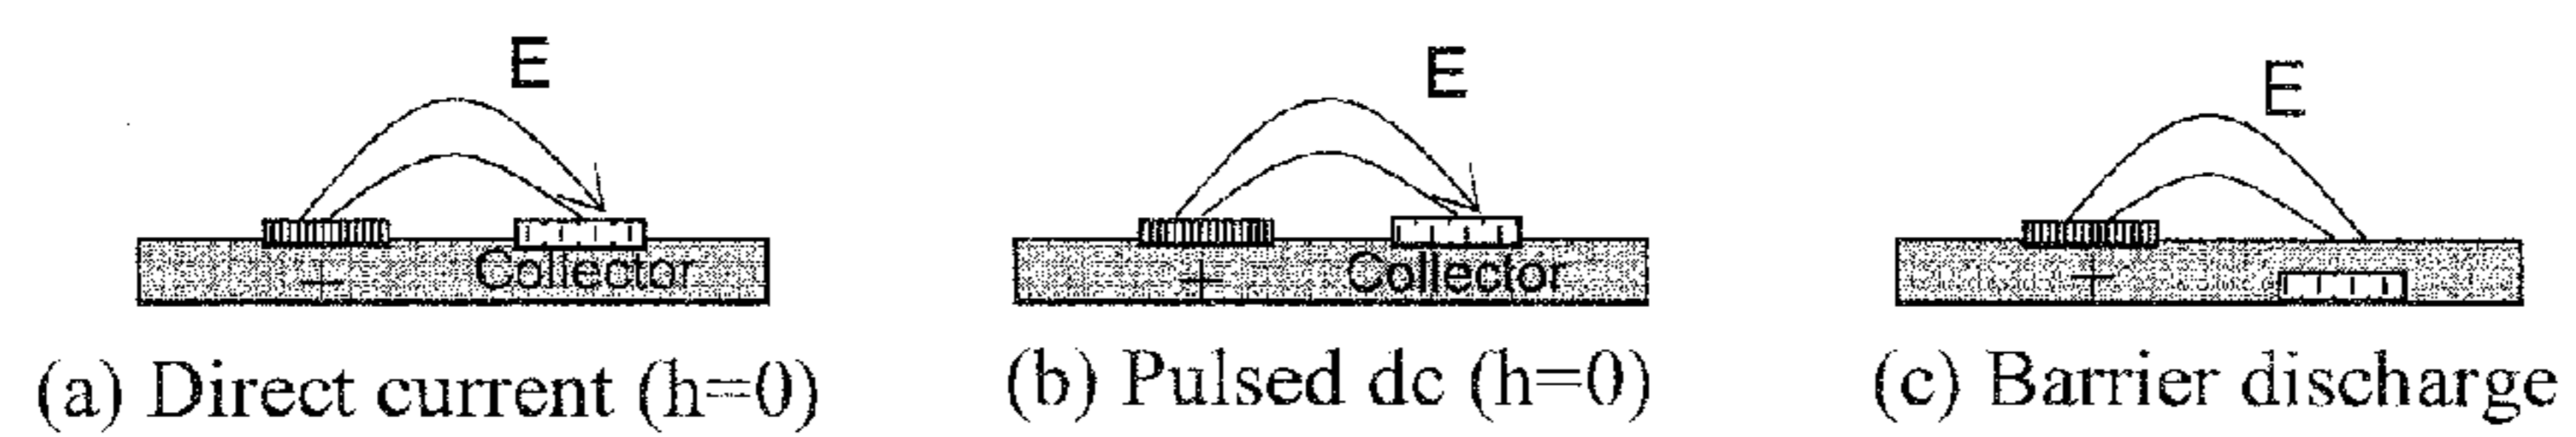 E E E
+ Collector + Collector +
(a) Direct current (h=0) (b) Pulsed dc (h=0) (c) Barrier discharge